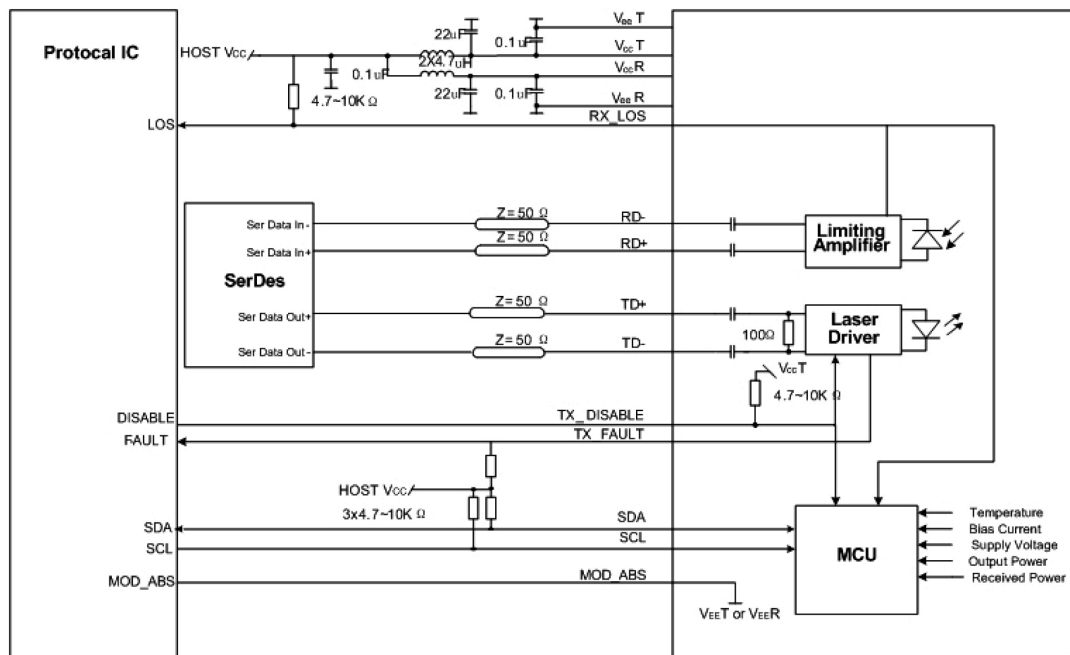 Protocal IC
HOST Vcc
22uF
0.1uF
2X4.7uH
0.1uF
22uF
0.1uF
4.7~10K Ω
Vee T
Vcc T
Vcc R
Vee R
LOS
RX_LOS
Ser Data In -
Ser Data In+
SerDes
Ser Data Out+
Ser Data Out -
Z= 50 Ω
Z= 50 Ω
Z= 50 Ω
Z= 50 Ω
RD-
RD+
TD+
TD-
Limiting
Amplifier
100Ω
Laser
Driver
VccT
4.7~10K Ω
DISABLE
TX_DISABLE
FAULT
TX_FAULT
HOST Vcc
3x4.7~10K Ω
SDA
SDA
SCL
SCL
MOD_ABS
MOD_ABS
VEET or VEER
MCU
Temperature
Bias Current
Supply Voltage
Output Power
Received Power